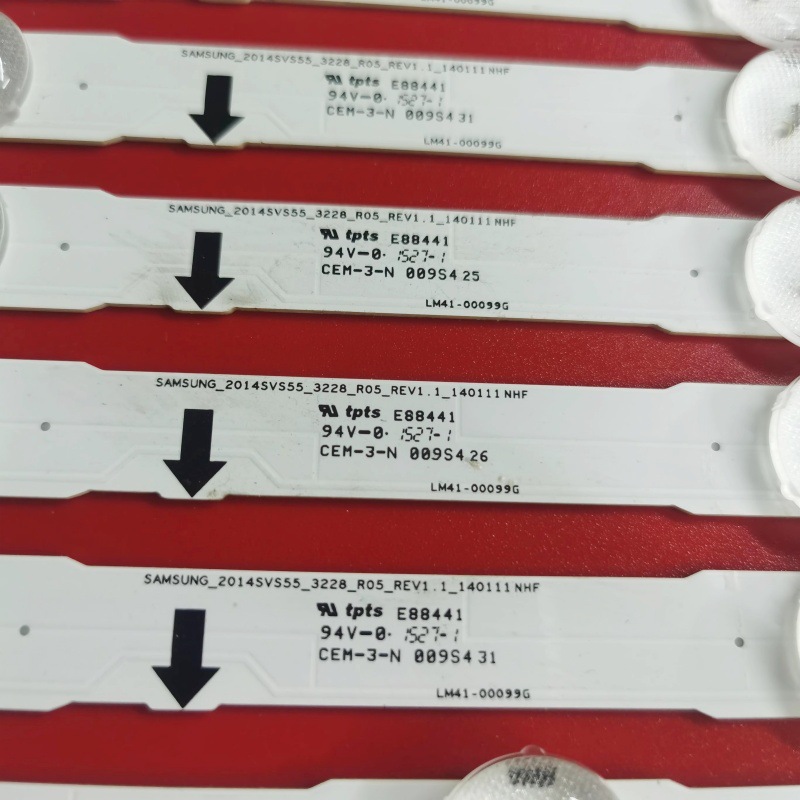 LM41-00099G
SAMSUNG_2014SVS55_3228_R05_REV1.1_140111 NHF
tpts E88441
94V-0· 1527-1
CEM-3-N 009S4 31
LM41-00099G
SAMSUNG_2014SVS55_3228_R05_REV1.1_140111 NHF
tpts E88441
94V-0· 1527-1
CEM-3-N 009S4 25
LM41-00099G
SAMSUNG_2014SVS55_3228_R05_REV1.1_140111 NHF
tpts E88441
94V-0· 1527-1
CEM-3-N 009S4 26
LM41-00099G
SAMSUNG_2014SVS55_3228_R05_REV1.1_140111 NHF
tpts E88441
94V-0· 1527-1
CEM-3-N 009S4 31
LM41-00099G